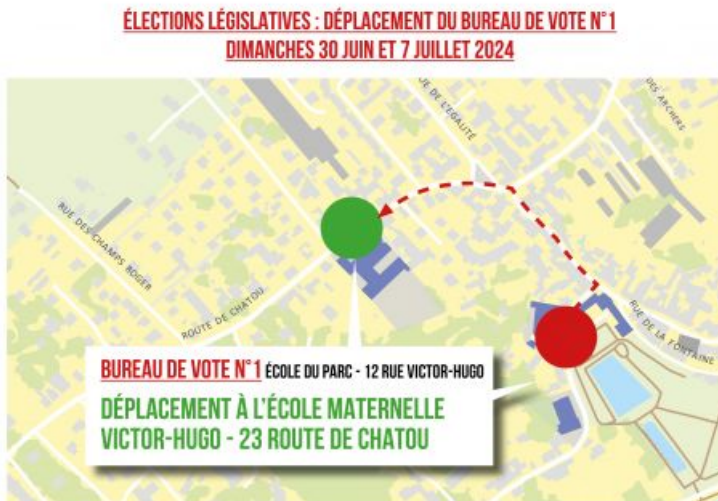 ÉLECTIONS LÉGISLATIVES : DÉPLACEMENT DU BUREAU DE VOTE N°1
DIMANCHES 30 JUIN ET 7 JUILLET 2024
RUE DE L'EGALITÉ
DES ARCHERS
RUE DES CHAMPS ROGER
ROUTE DE CHATOU
RUE DE LA FONTAINE
BUREAU DE VOTE N°1 ÉCOLE DU PARC - 12 RUE VICTOR-HUGO
DÉPLACEMENT À L'ÉCOLE MATERNELLE
VICTOR-HUGO - 23 ROUTE DE CHATOU